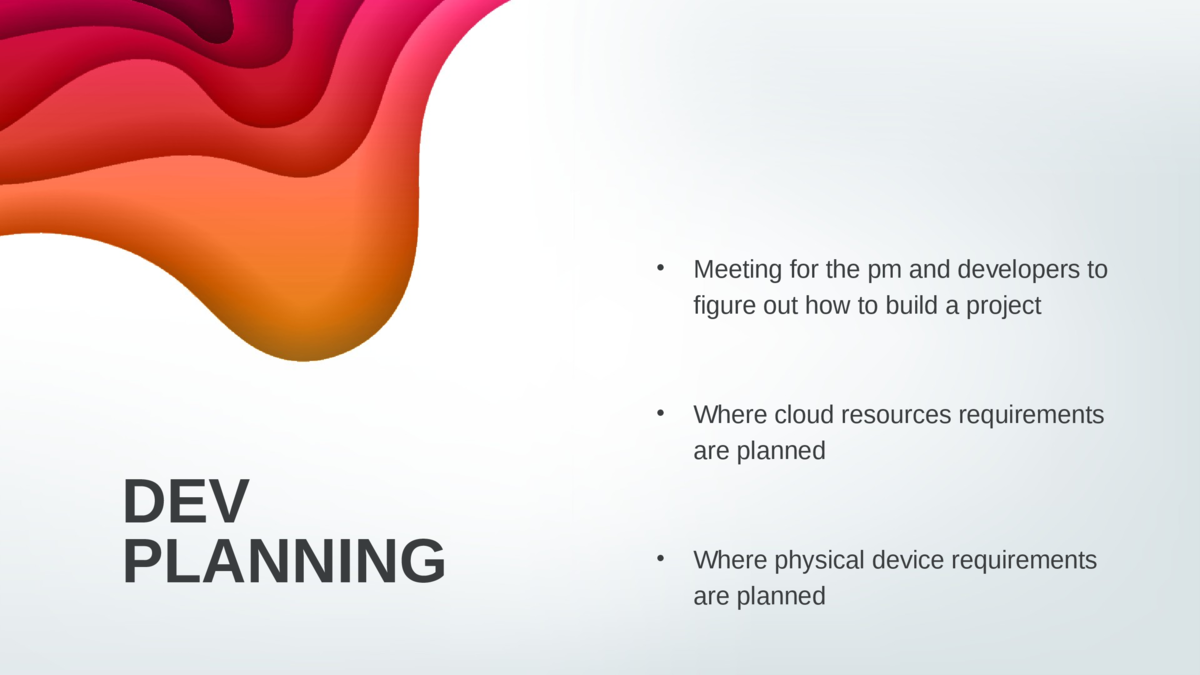 DEV
PLANNING
• Meeting for the pm and developers to
figure out how to build a project
• Where cloud resources requirements
are planned
• Where physical device requirements
are planned